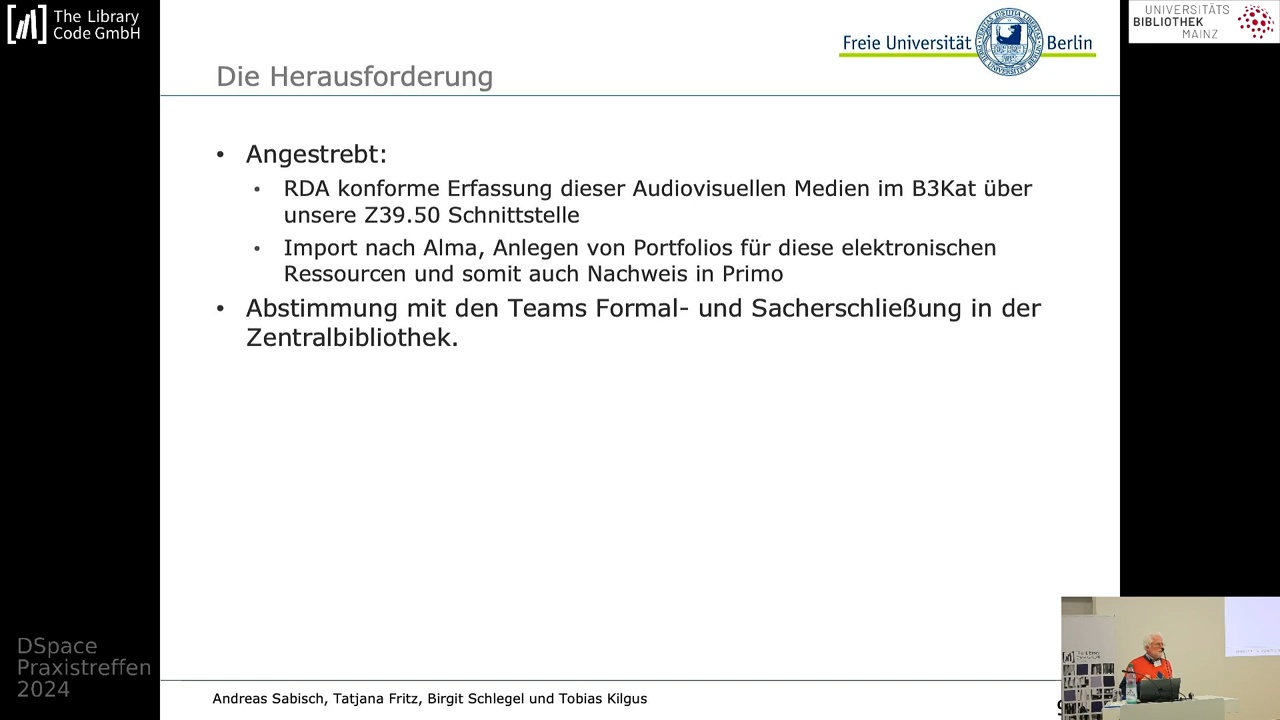 The Library
Code GmbH
Freie Universität Berlin
UNIVERSITÄTS
BIBLIOTHEK
MAINZ
Die Herausforderung
• Angestrebt:
• RDA konforme Erfassung dieser Audiovisuellen Medien im B3Kat über
unsere Z39.50 Schnittstelle
• Import nach Alma, Anlegen von Portfolios für diese elektronischen
Ressourcen und somit auch Nachweis in Primo
• Abstimmung mit den Teams Formal- und Sacherschließung in der
Zentralbibliothek.
DSpace
Praxistreffen
2024
Andreas Sabisch, Tatjana Fritz, Birgit Schlegel und Tobias Kilgus